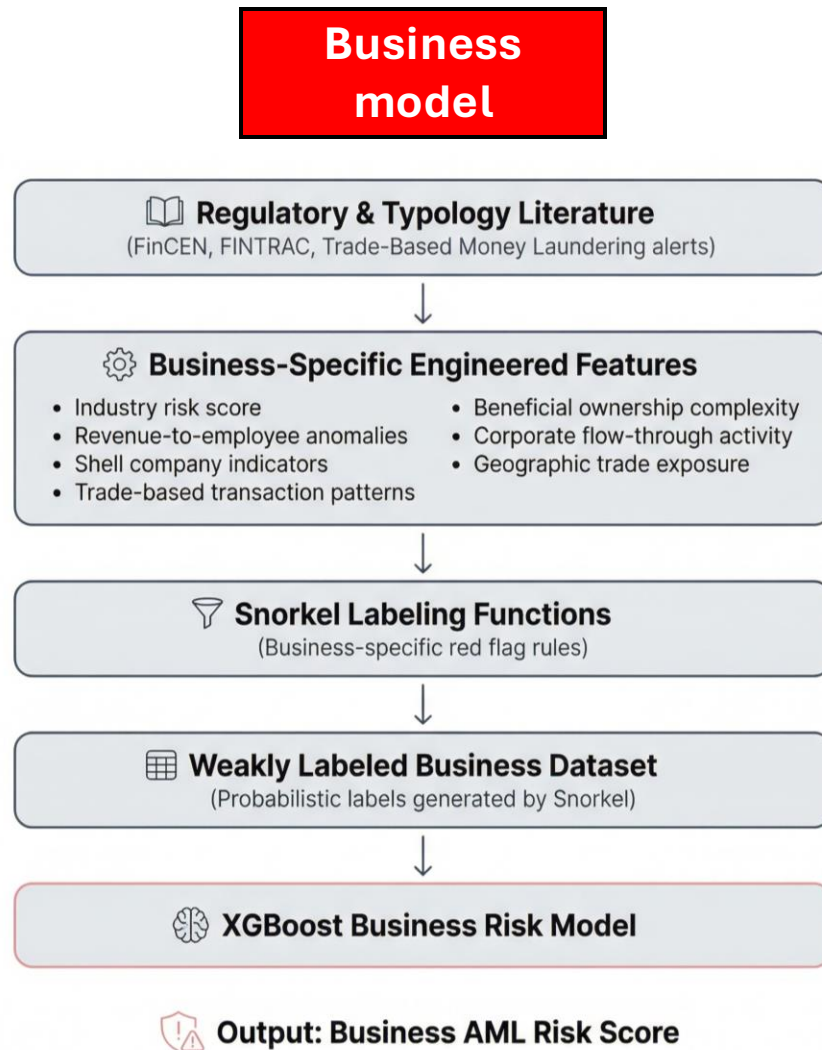 Business
model
Regulatory & Typology Literature
(FinCEN, FINTRAC, Trade-Based Money Laundering alerts)
Business-Specific Engineered Features
• Industry risk score
• Revenue-to-employee anomalies
• Shell company indicators
• Trade-based transaction patterns
• Beneficial ownership complexity
• Corporate flow-through activity
• Geographic trade exposure
Snorkel Labeling Functions
(Business-specific red flag rules)
Weakly Labeled Business Dataset
(Probabilistic labels generated by Snorkel)
XGBoost Business Risk Model
Output: Business AML Risk Score